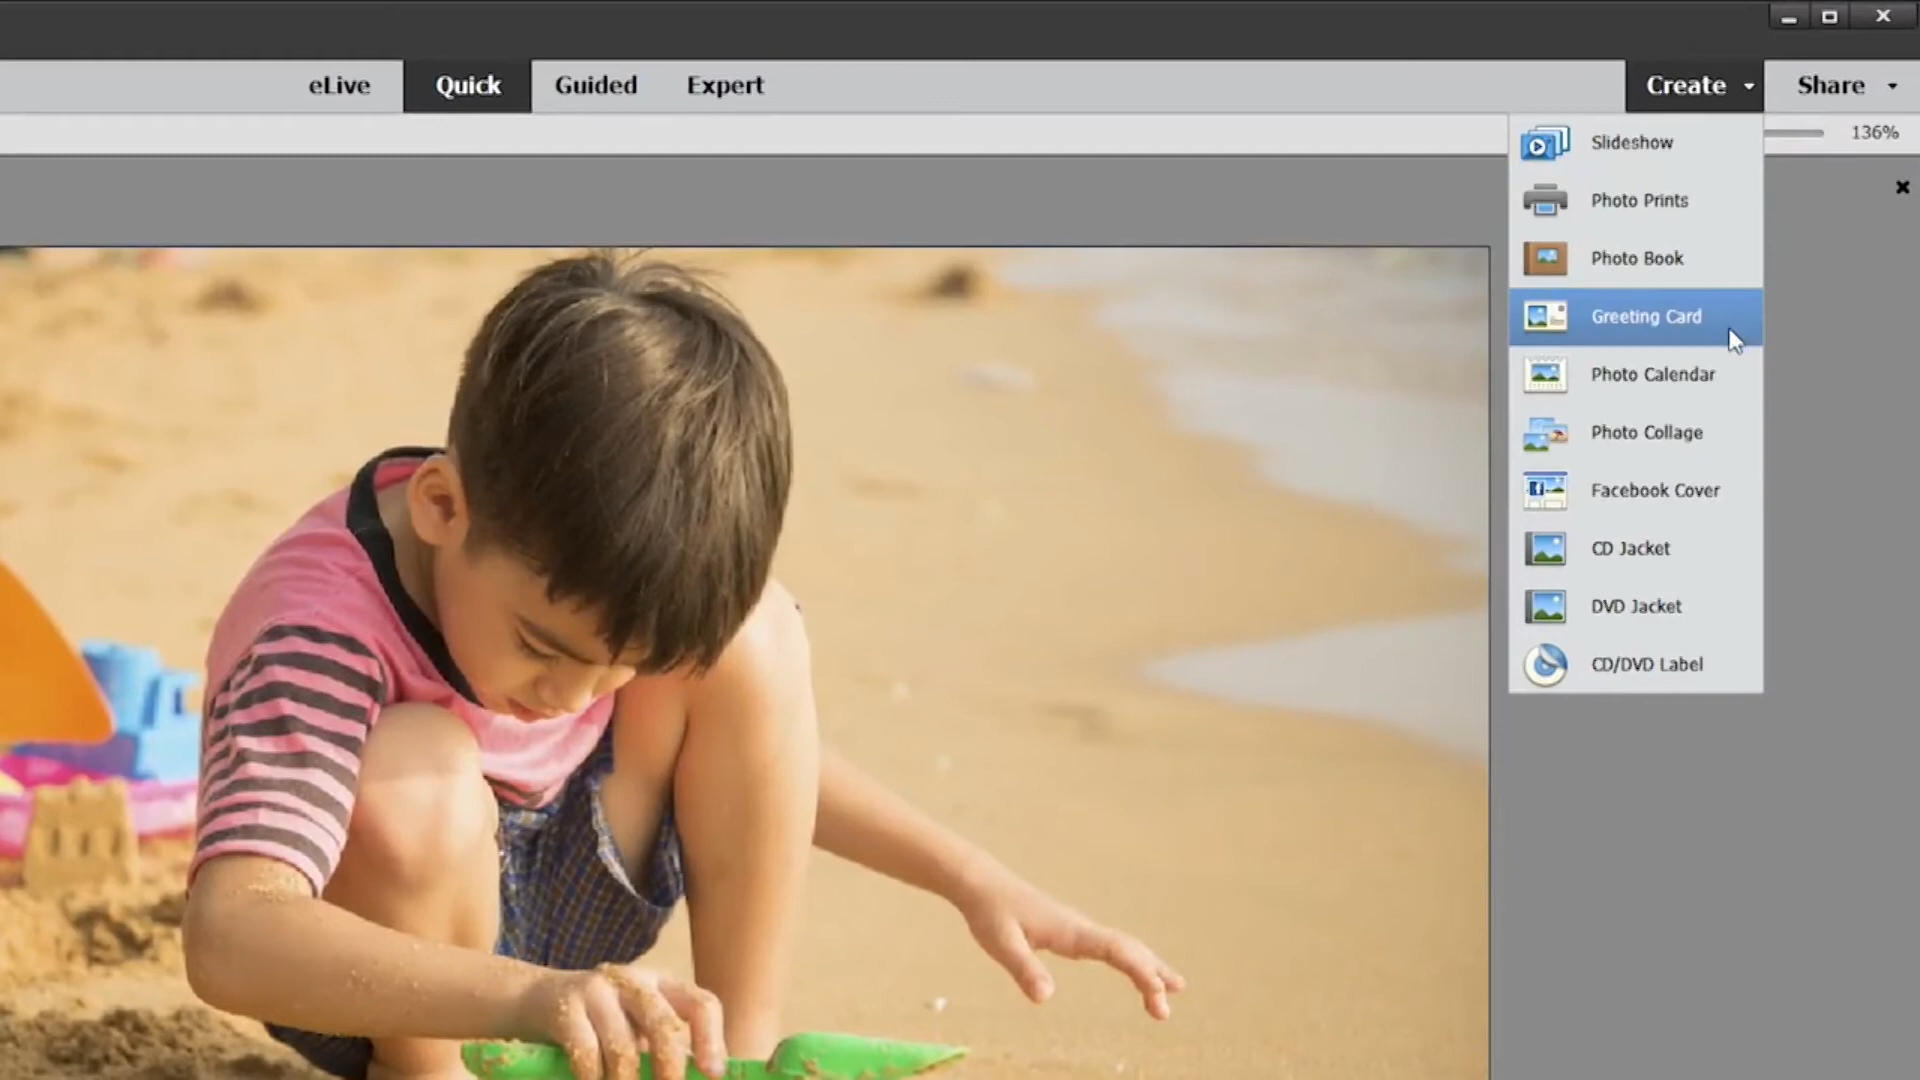 eLive Quick Guided Expert Create Share
136%
Slideshow
Photo Prints
Photo Book
Greeting Card
Photo Calendar
Photo Collage
Facebook Cover
CD Jacket
DVD Jacket
CD/DVD Label